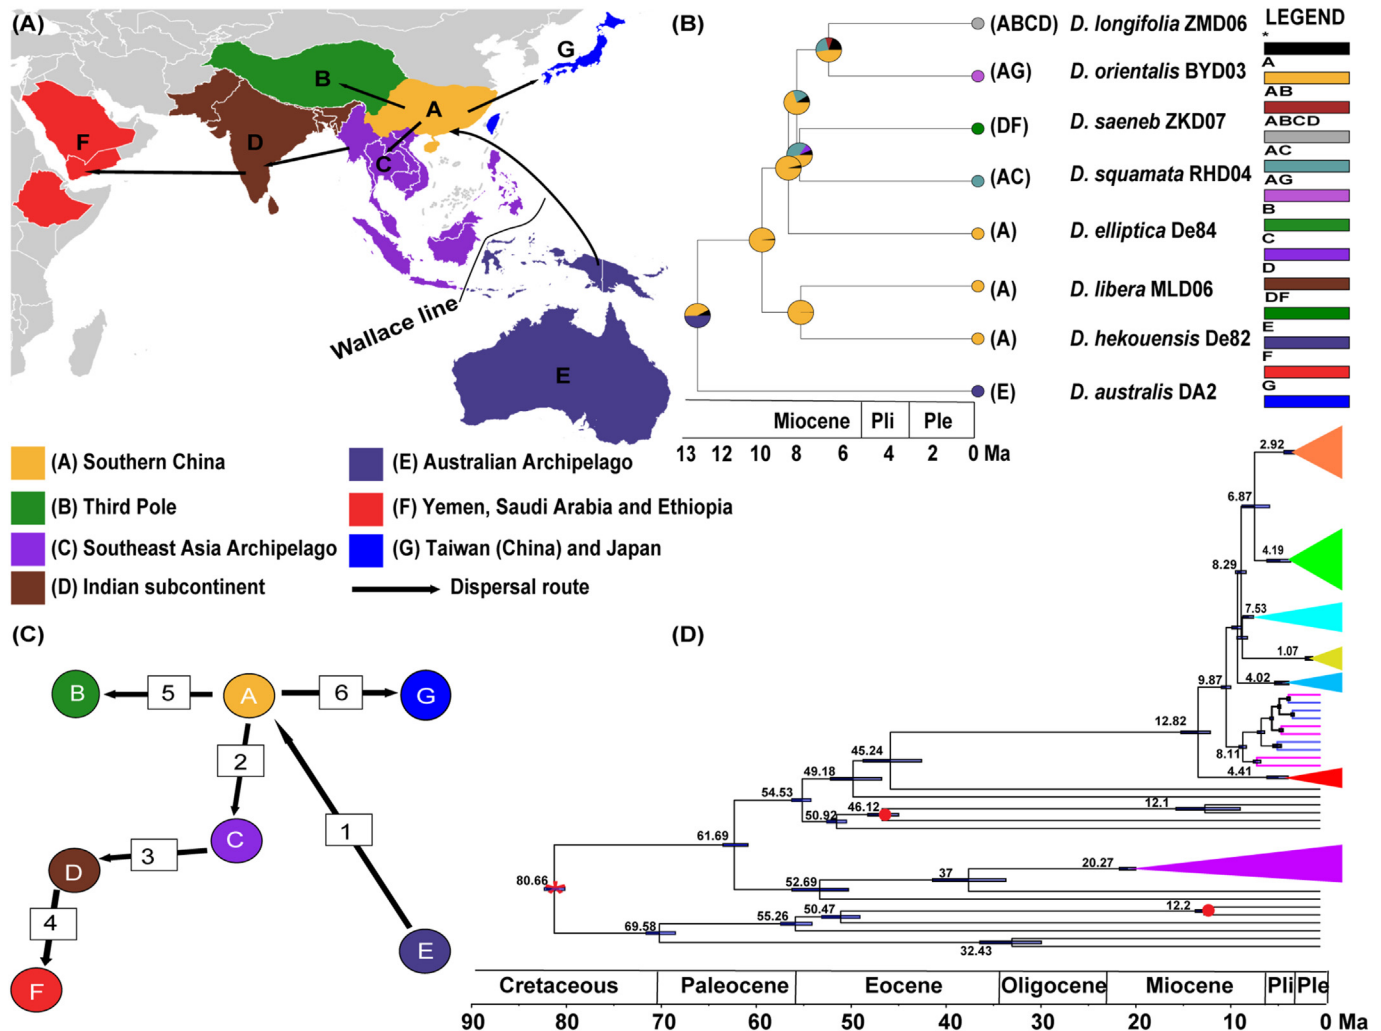 (A)
G
B
A
F
D
C
Wallace line
E
(A) Southern China
(B) Third Pole
(C) Southeast Asia Archipelago
(D) Indian subcontinent
(E) Australian Archipelago
(F) Yemen, Saudi Arabia and Ethiopia
(G) Taiwan (China) and Japan
Dispersal route
(B)
(ABCD) D. longifolia ZMD06
(AG) D. orientalis BYD03
(DF) D. saeneb ZKD07
(AC) D. squamata RHD04
(A) D. elliptica De84
(A) D. libera MLD06
(A) D. hekouensis De82
(E) D. australis DA2
Miocene Pli Ple
13 12 10 8 6 4 2 0 Ma
LEGEND
*
A
AB
ABCD
AC
AG
B
C
D
DF
E
F
G
(C)
B 5 A 6 G
2
C
1
3
D
4
E
F
(D)
2.92
6.87
4.19
8.29
7.53
1.07
9.87
4.02
12.82
8.11
4.41
45.24
49.18
54.53
46.12
12.1
50.92
61.69
20.27
37
80.66
52.69
12.2
50.47
55.26
69.58
32.43
Cretaceous Paleocene Eocene Oligocene Miocene Pli Ple
90 80 70 60 50 40 30 20 10 0 Ma